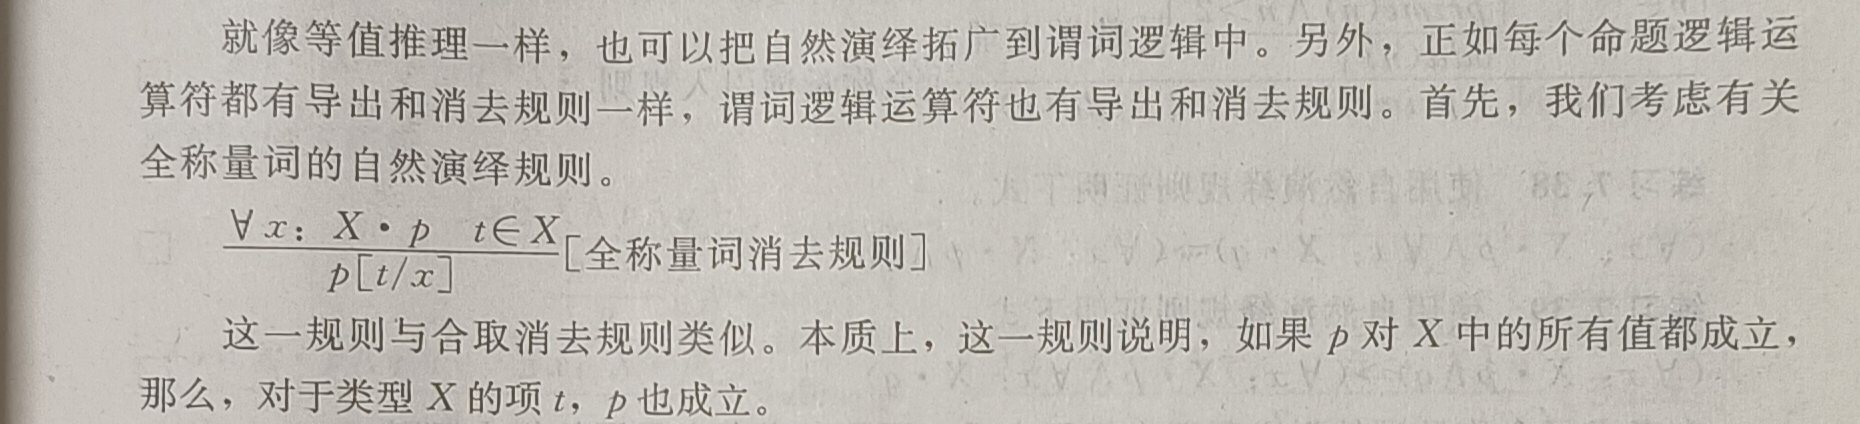 就像等值推理一样，也可以把自然演绎拓广到谓词逻辑中。另外，正如每个命题逻辑运
算符都有导出和消去规则一样，谓词逻辑运算符也有导出和消去规则。首先，我们考虑有关
全称量词的自然演绎规则。
∀x：X・p t∈X
[全称量词消去规则]
p[t/x]
这一规则与合取消去规则类似。本质上，这一规则说明，如果 p 对 X 中的所有值都成立，
那么，对于类型 X 的项 t，p 也成立。